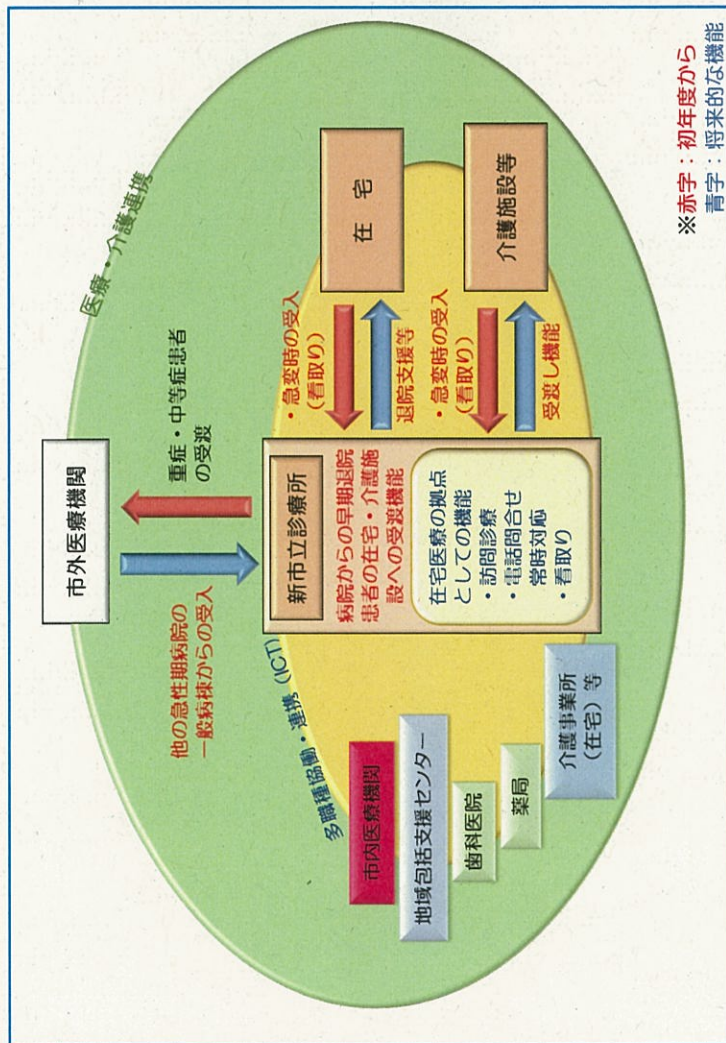 市外医療機関
医療・介護連携
他の急性期病院の
一般病棟からの受入
重症・中等症患者
の受渡
多職種協働・連携（ICT）
市内医療機関
地域包括支援センター
歯科医院
薬局
介護事業所
（在宅）等
新市立診療所
病院からの早期退院
患者の在宅・介護施
設への受渡機能
在宅医療の拠点
としての機能
・訪問診療
・電話問合せ
常時対応
・看取り
・急変時の受入
（看取り）
退院支援等
在　宅
・急変時の受入
（看取り）
受渡し機能
介護施設等
※赤字：初年度から
青字：将来的な機能